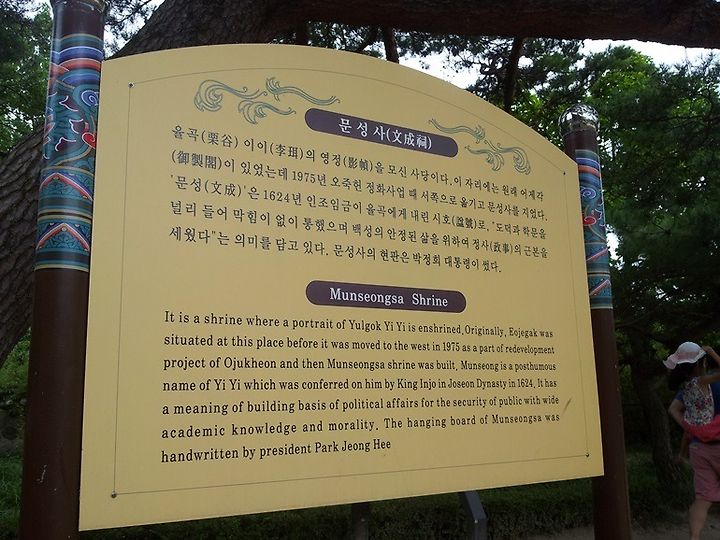 문성사(文成祠)
율곡(栗谷) 이이(李珥)의 영정(影幀)을 모신 사당이다. 이 자리에는 원래 어제각
(御製閣)이 있었는데 1975년 오죽헌 정화사업 때 서쪽으로 옮기고 문성사를 지었다.
'문성(文成)'은 1624년 인조임금이 율곡에게 내린 시호(諡號)로, "도덕과 학문을
널리 들어 막힘이 없이 통했으며 백성의 안정된 삶을 위하여 정사(政事)의 근본을
세웠다"는 의미를 담고 있다. 문성사의 현판은 박정희 대통령이 썼다.
Munseongsa Shrine
It is a shrine where a portrait of Yulgok Yi Yi is enshrined. Originally, Eojegak was
situated at this place before it was moved to the west in 1975 as a part of redevelopment
project of Ojukheon and then Munseongsa shrine was built. Munseong is a posthumous
name of Yi Yi which was conferred on him by King Injo in Joseon Dynasty in 1624. It has
a meaning of building basis of political affairs for the security of public with wide
academic knowledge and morality. The hanging board of Munseongsa was
handwritten by president Park Jeong Hee